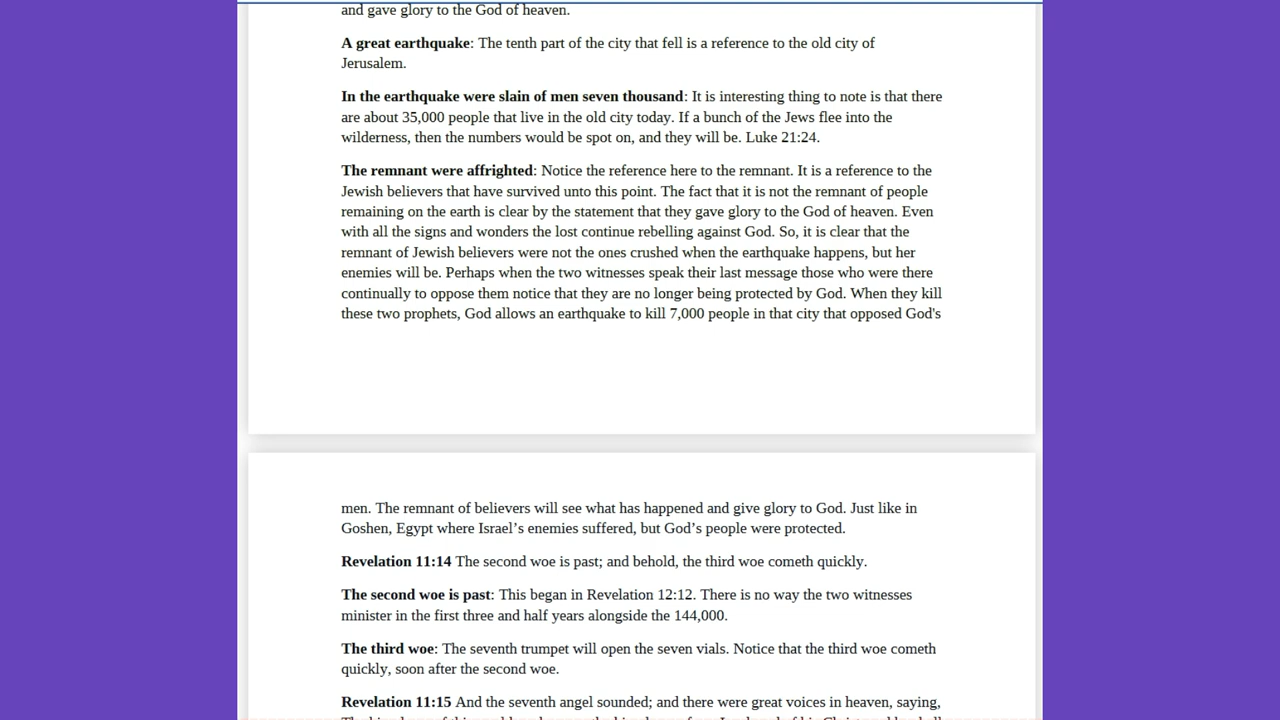 and gave glory to the God of heaven.
A great earthquake: The tenth part of the city that fell is a reference to the old city of
Jerusalem.
In the earthquake were slain of men seven thousand: It is interesting thing to note is that there
are about 35,000 people that live in the old city today. If a bunch of the Jews flee into the
wilderness, then the numbers would be spot on, and they will be. Luke 21:24.
The remnant were affrighted: Notice the reference here to the remnant. It is a reference to the
Jewish believers that have survived unto this point. The fact that it is not the remnant of people
remaining on the earth is clear by the statement that they gave glory to the God of heaven. Even
with all the signs and wonders the lost continue rebelling against God. So, it is clear that the
remnant of Jewish believers were not the ones crushed when the earthquake happens, but her
enemies will be. Perhaps when the two witnesses speak their last message those who were there
continually to oppose them notice that they are no longer being protected by God. When they kill
these two prophets, God allows an earthquake to kill 7,000 people in that city that opposed God's
men. The remnant of believers will see what has happened and give glory to God. Just like in
Goshen, Egypt where Israel’s enemies suffered, but God’s people were protected.
Revelation 11:14 The second woe is past; and behold, the third woe cometh quickly.
The second woe is past: This began in Revelation 12:12. There is no way the two witnesses
minister in the first three and half years alongside the 144,000.
The third woe: The seventh trumpet will open the seven vials. Notice that the third woe cometh
quickly, soon after the second woe.
Revelation 11:15 And the seventh angel sounded; and there were great voices in heaven, saying,